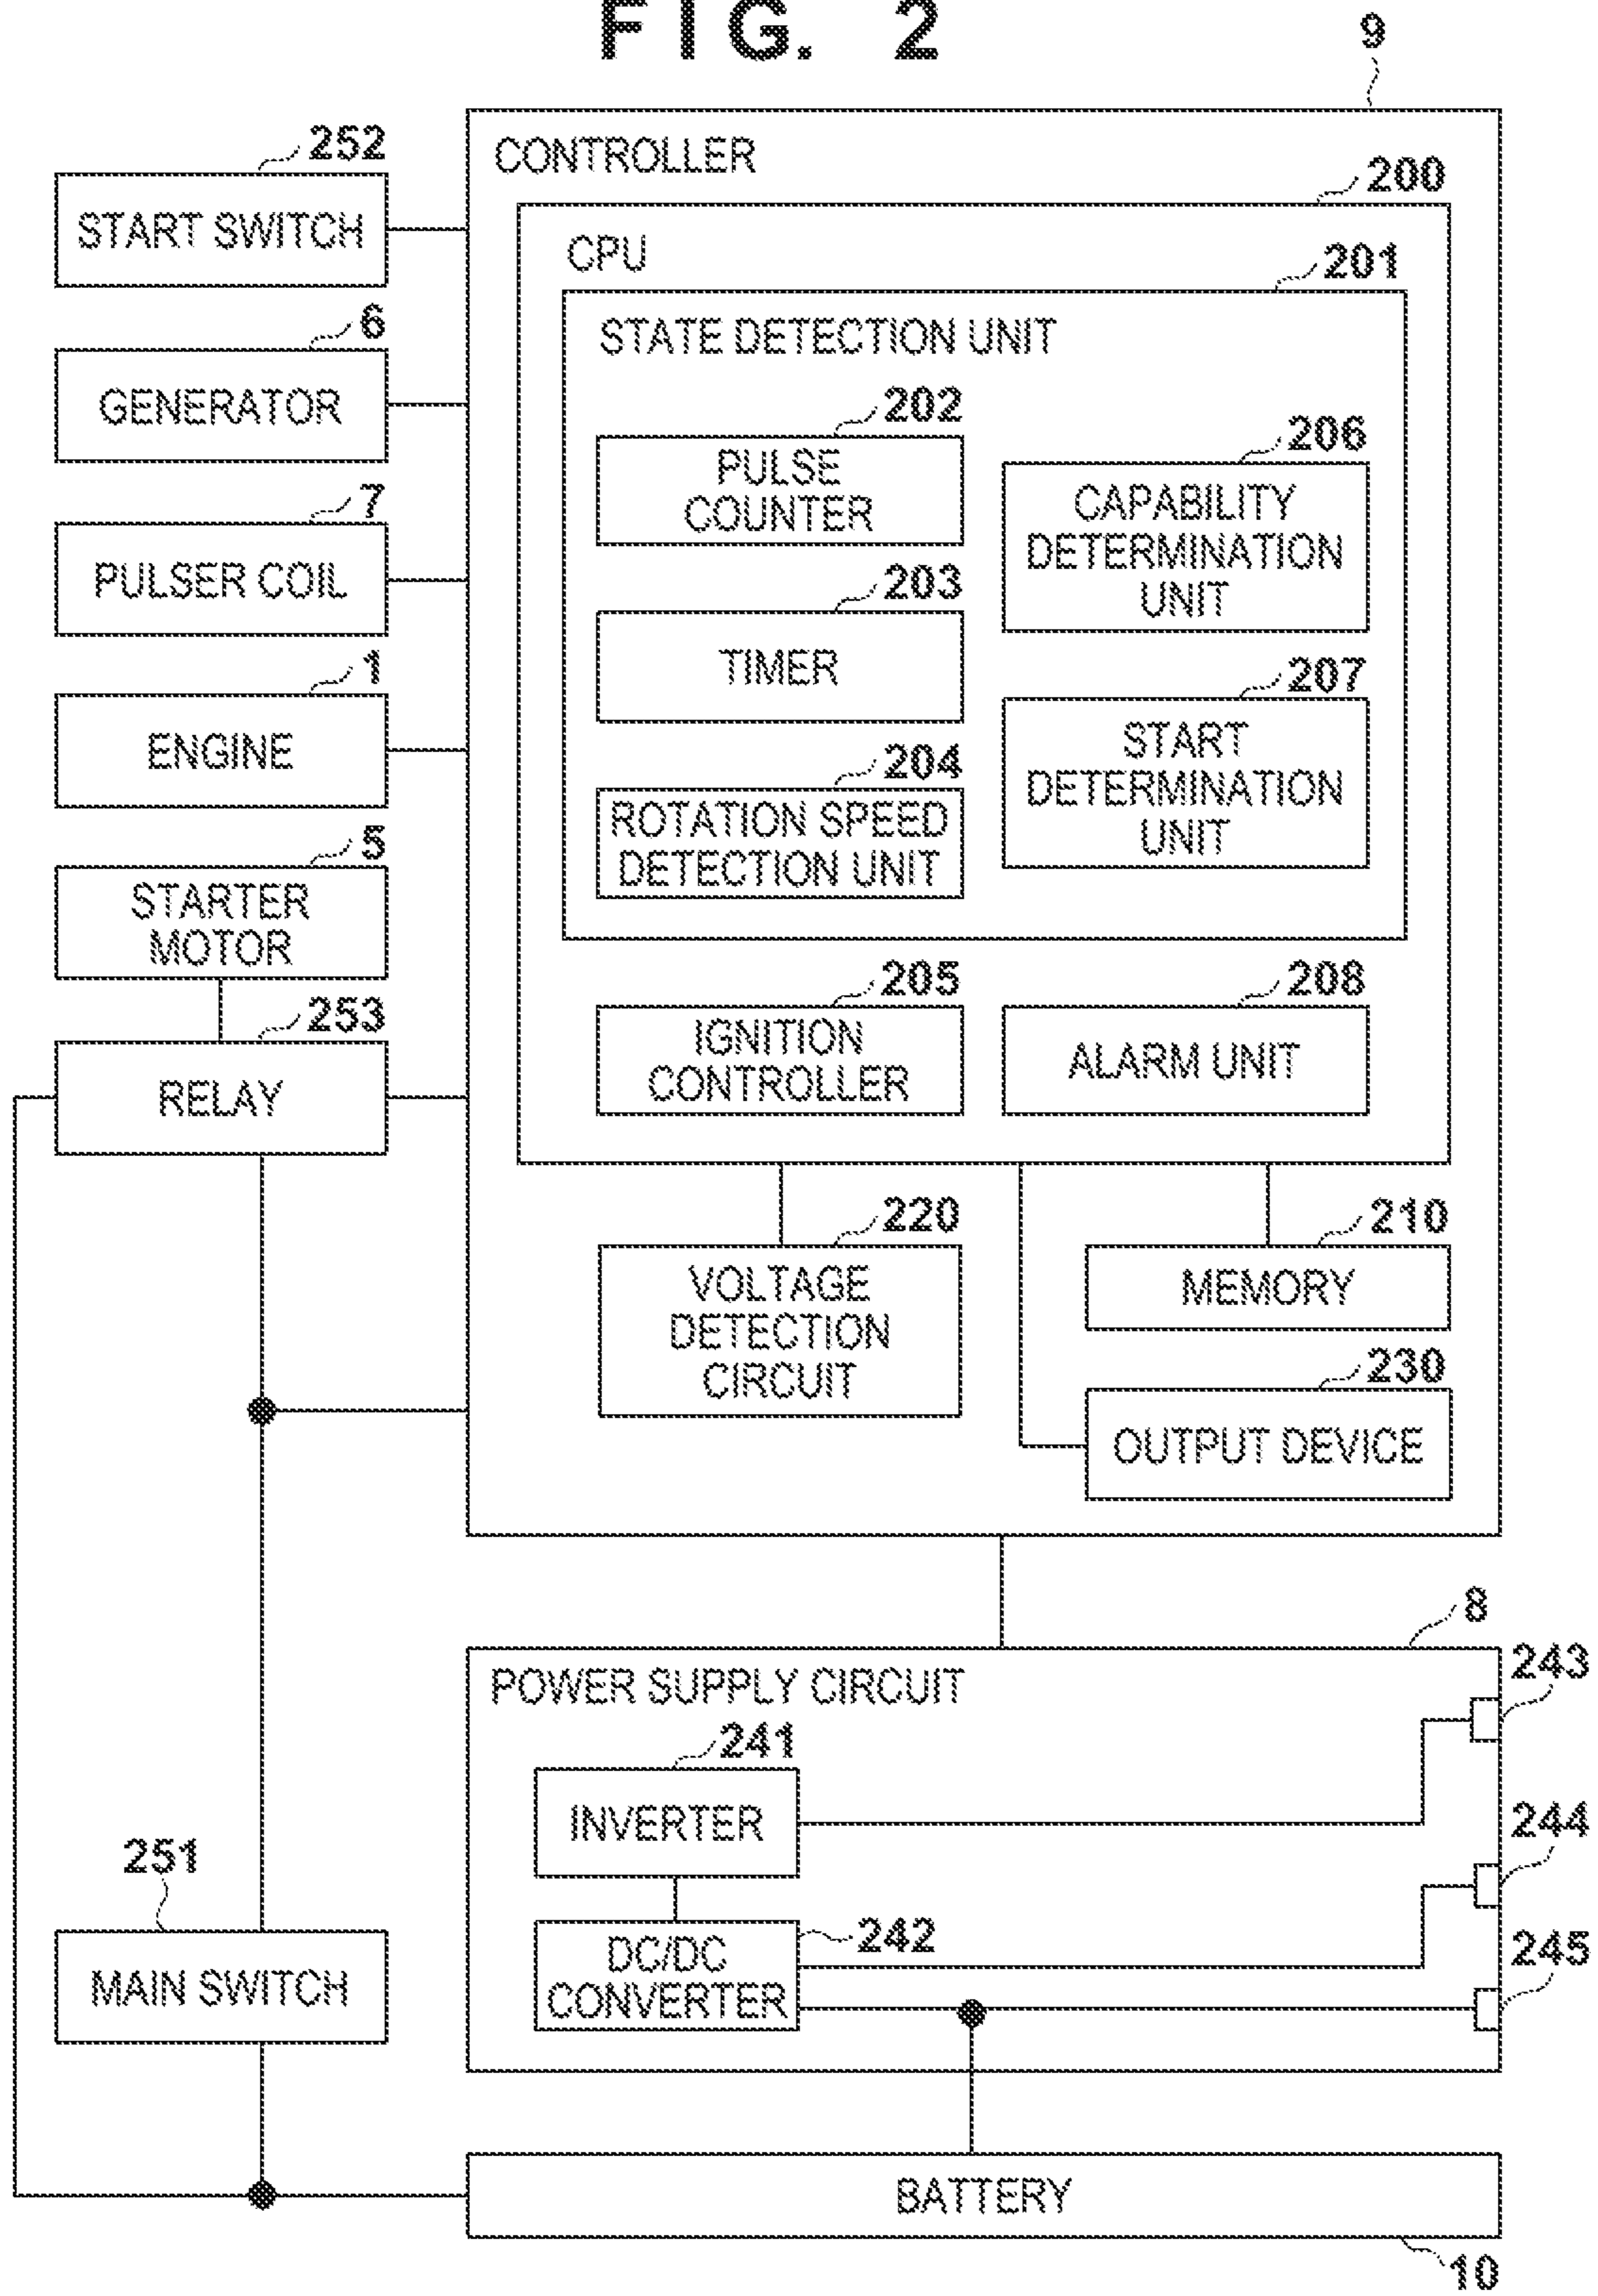 FIG. 2
9
CONTROLLER
252
START SWITCH
200
CPU
201
STATE DETECTION UNIT
6
GENERATOR
202
PULSE
COUNTER
206
CAPABILITY
DETERMINATION
UNIT
7
PULSER COIL
203
TIMER
1
ENGINE
207
START
DETERMINATION
UNIT
204
ROTATION SPEED
DETECTION UNIT
5
STARTER
MOTOR
205
IGNITION
CONTROLLER
208
ALARM UNIT
253
RELAY
220
VOLTAGE
DETECTION
CIRCUIT
210
MEMORY
230
OUTPUT DEVICE
8
POWER SUPPLY CIRCUIT
243
241
INVERTER
244
251
MAIN SWITCH
242
DC/DC
CONVERTER
245
BATTERY
10